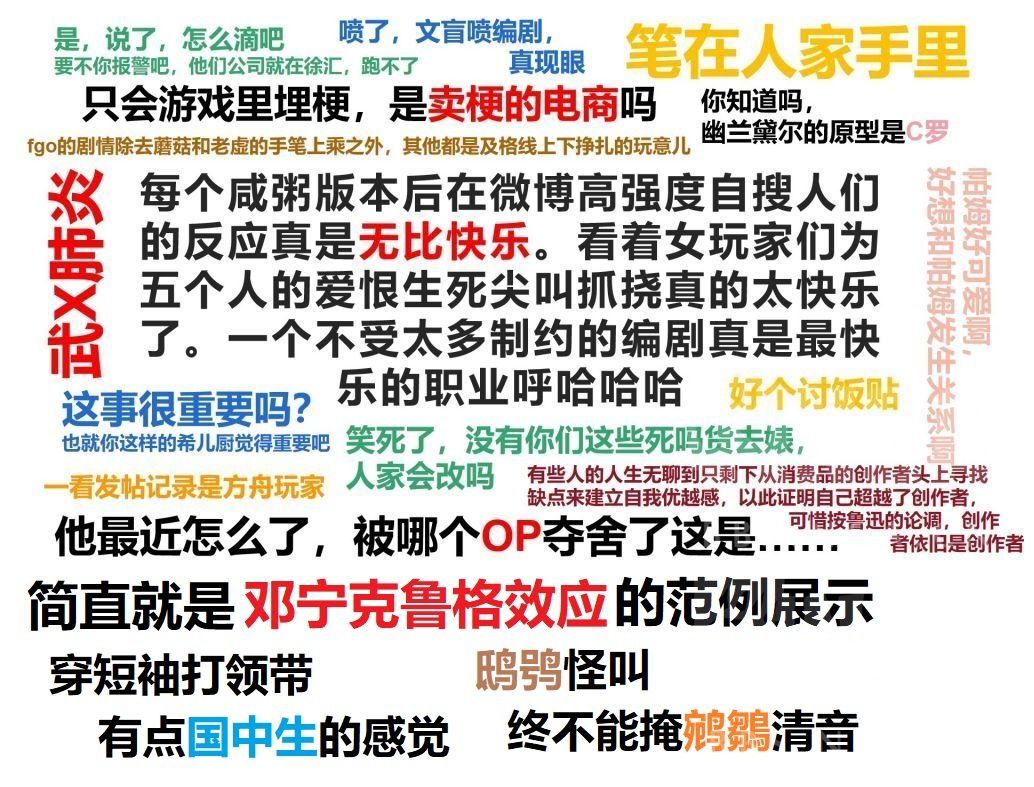 是，说了，怎么滴吧
要不你报警吧，他们公司就在徐汇，跑不了
喷了，文盲喷编剧，
真现眼
笔在人家手里
只会游戏里埋梗，是卖梗的电商吗
你知道吗，
幽兰黛尔的原型是C罗
fgo的剧情除去蘑菇和老虚的手笔上乘之外，其他都是及格线上下挣扎的玩意儿
武X肺炎
每个咸粥版本后在微博高强度自搜人们
的反应真是无比快乐。看着女玩家们为
五个人的爱恨生死尖叫抓挠真的太快乐
了。一个不受太多制约的编剧真是最快
乐的职业呼哈哈哈
帕姆好可爱啊，
好想和帕姆发生关系啊
这事很重要吗？
也就你这样的希儿厨觉得重要吧
好个讨饭贴
笑死了，没有你们这些死吗货去婊，
人家会改吗
一看发帖记录是方舟玩家
有些人的人生无聊到只剩下从消费品的创作者头上寻找
缺点来建立自我优越感，以此证明自己超越了创作者，
可惜按鲁迅的论调，创作
者依旧是创作者
他最近怎么了，被哪个OP夺舍了这是……
简直就是邓宁克鲁格效应的范例展示
穿短袖打领带
有点国中生的感觉
鸱鸮怪叫
终不能掩鹓鶵清音